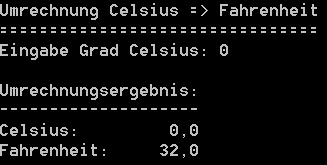 Umrechnung Celsius => Fahrenheit
================================
Eingabe Grad Celsius: 0
Umrechnungsergebnis:
--------------------
Celsius:         0,0
Fahrenheit:     32,0